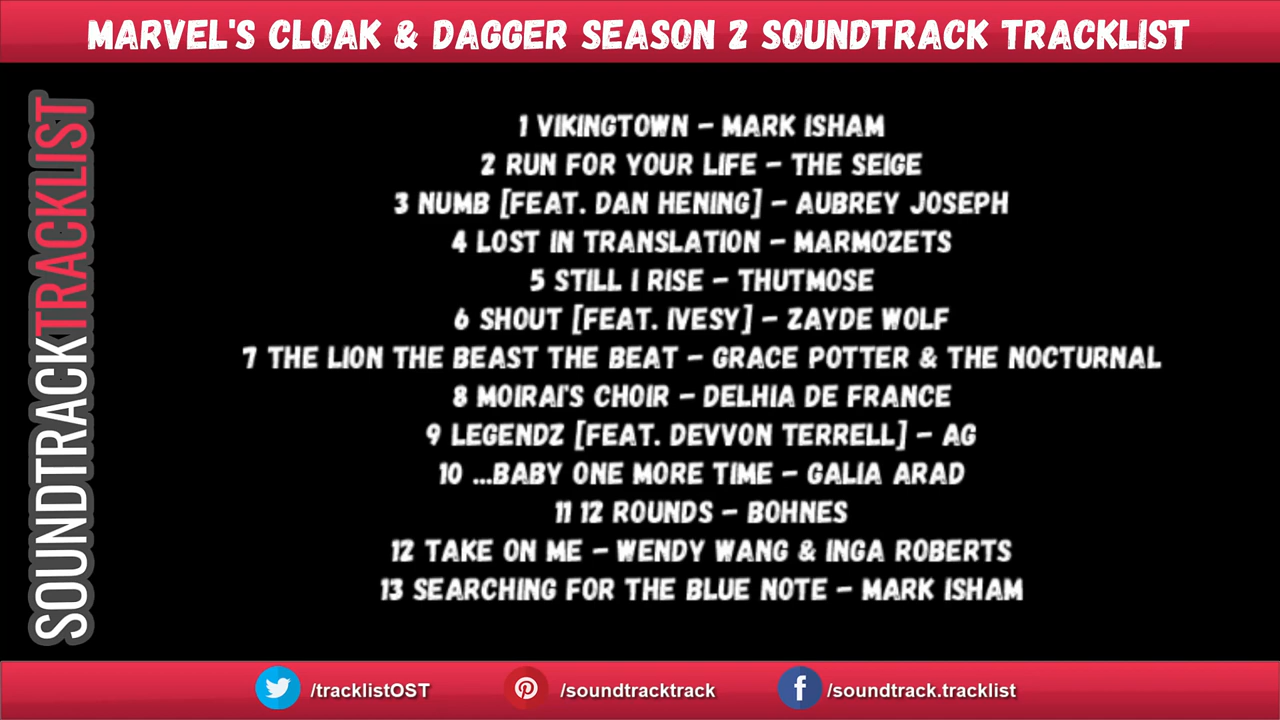 MARVEL'S CLOAK & DAGGER SEASON 2 SOUNDTRACK TRACKLIST
SOUNDTRACKTRACKLIST
1 VIKINGTOWN – MARK ISHAM
2 RUN FOR YOUR LIFE – THE SEIGE
3 NUMB [FEAT. DAN HENING] – AUBREY JOSEPH
4 LOST IN TRANSLATION – MARMOZETS
5 STILL I RISE – THUTMOSE
6 SHOUT [FEAT. IVESY] – ZAYDE WOLF
7 THE LION THE BEAST THE BEAT – GRACE POTTER & THE NOCTURNAL
8 MOIRAI'S CHOIR – DELHIA DE FRANCE
9 LEGENDZ [FEAT. DEVVON TERRELL] – AG
10 ...BABY ONE MORE TIME – GALIA ARAD
11 12 ROUNDS – BOHNES
12 TAKE ON ME – WENDY WANG & INGA ROBERTS
13 SEARCHING FOR THE BLUE NOTE – MARK ISHAM
/tracklistOST /soundtracktrack /soundtrack.tracklist